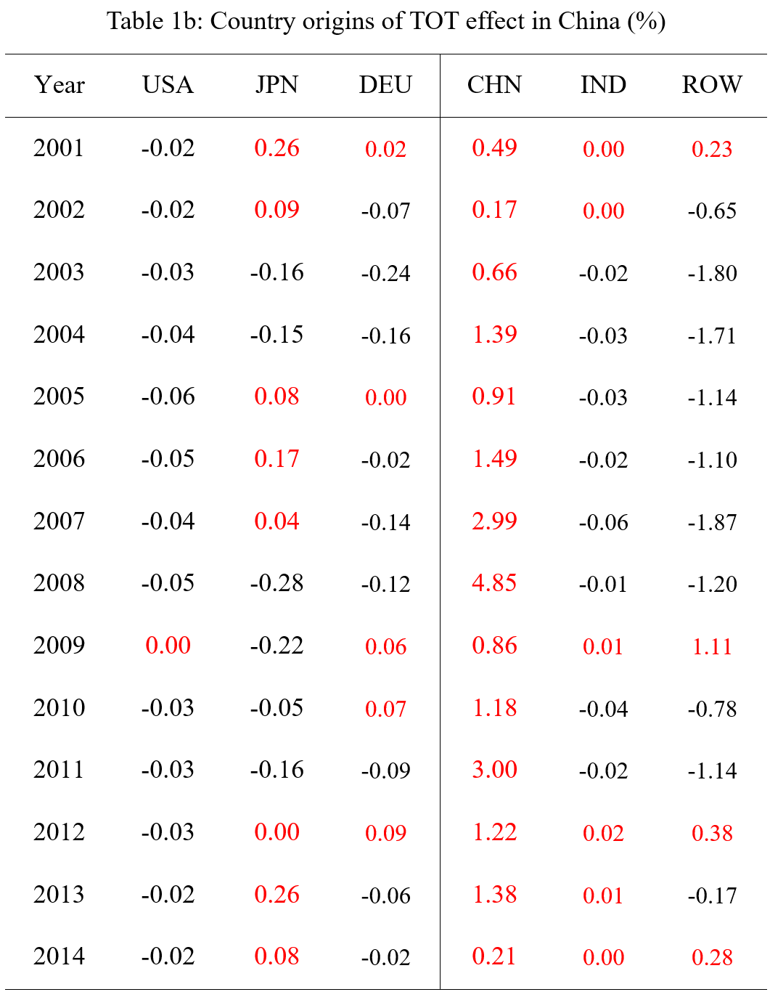 Table 1b: Country origins of TOT effect in China (%)
Year USA JPN DEU CHN IND ROW
2001 -0.02 0.26 0.02 0.49 0.00 0.23
2002 -0.02 0.09 -0.07 0.17 0.00 -0.65
2003 -0.03 -0.16 -0.24 0.66 -0.02 -1.80
2004 -0.04 -0.15 -0.16 1.39 -0.03 -1.71
2005 -0.06 0.08 0.00 0.91 -0.03 -1.14
2006 -0.05 0.17 -0.02 1.49 -0.02 -1.10
2007 -0.04 0.04 -0.14 2.99 -0.06 -1.87
2008 -0.05 -0.28 -0.12 4.85 -0.01 -1.20
2009 0.00 -0.22 0.06 0.86 0.01 1.11
2010 -0.03 -0.05 0.07 1.18 -0.04 -0.78
2011 -0.03 -0.16 -0.09 3.00 -0.02 -1.14
2012 -0.03 0.00 0.09 1.22 0.02 0.38
2013 -0.02 0.26 -0.06 1.38 0.01 -0.17
2014 -0.02 0.08 -0.02 0.21 0.00 0.28